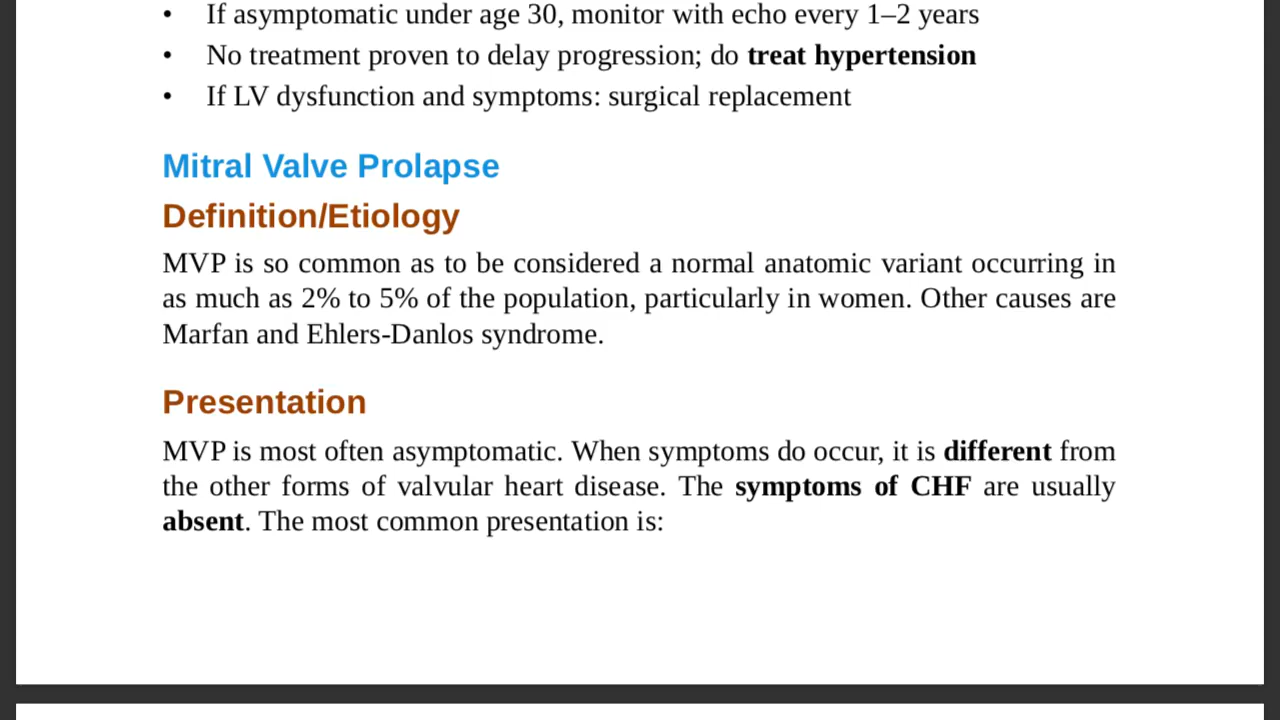 • If asymptomatic under age 30, monitor with echo every 1–2 years
• No treatment proven to delay progression; do treat hypertension
• If LV dysfunction and symptoms: surgical replacement
Mitral Valve Prolapse
Definition/Etiology
MVP is so common as to be considered a normal anatomic variant occurring in
as much as 2% to 5% of the population, particularly in women. Other causes are
Marfan and Ehlers-Danlos syndrome.
Presentation
MVP is most often asymptomatic. When symptoms do occur, it is different from
the other forms of valvular heart disease. The symptoms of CHF are usually
absent. The most common presentation is: